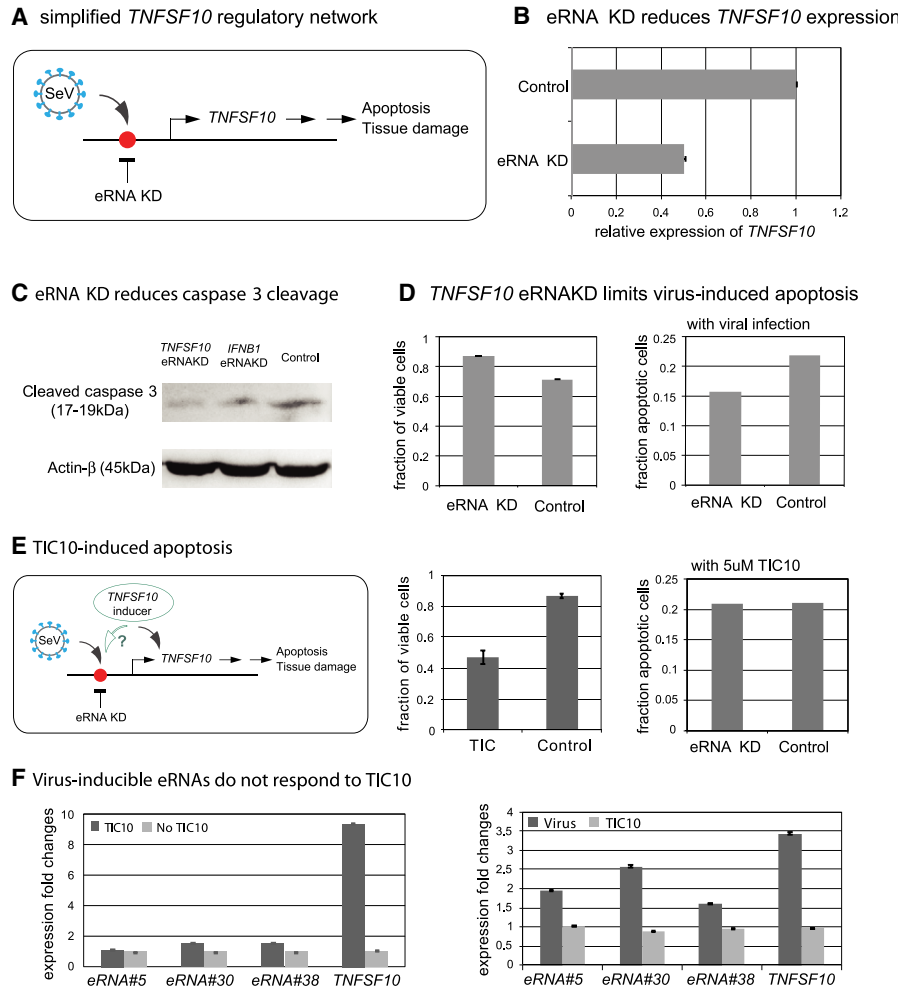 A simplified TNFSF10 regulatory network
SeV
TNFSF10
Apoptosis
Tissue damage
eRNA KD
B eRNA KD reduces TNFSF10 expression
Control
eRNA KD
0 0.2 0.4 0.6 0.8 1 1.2
relative expression of TNFSF10
C eRNA KD reduces caspase 3 cleavage
TNFSF10 eRNAKD
IFNB1 eRNAKD
Control
Cleaved caspase 3
(17-19kDa)
Actin-β (45kDa)
D TNFSF10 eRNAKD limits virus-induced apoptosis
fraction of viable cells
1
0.8
0.6
0.4
0.2
0
eRNA KD Control
with viral infection
fraction apoptotic cells
0.25
0.2
0.15
0.1
0.05
0
eRNA KD Control
E TIC10-induced apoptosis
TNFSF10
inducer
?
SeV
TNFSF10
Apoptosis
Tissue damage
eRNA KD
fraction of viable cells
1
0.8
0.6
0.4
0.2
0
TIC Control
with 5uM TIC10
fraction apoptotic cells
0.25
0.2
0.15
0.1
0.05
0
eRNA KD Control
F Virus-inducible eRNAs do not respond to TIC10
expression fold changes
10
8
6
4
2
0
TIC10 No TIC10
eRNA#5 eRNA#30 eRNA#38 TNFSF10
expression fold changes
4
3,5
3
2,5
2
1,5
1
0,5
0
Virus TIC10
eRNA#5 eRNA#30 eRNA#38 TNFSF10